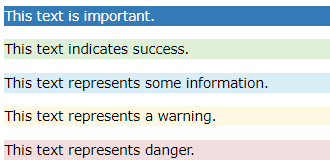 This text is important.
This text indicates success.
This text represents some information.
This text represents a warning.
This text represents danger.